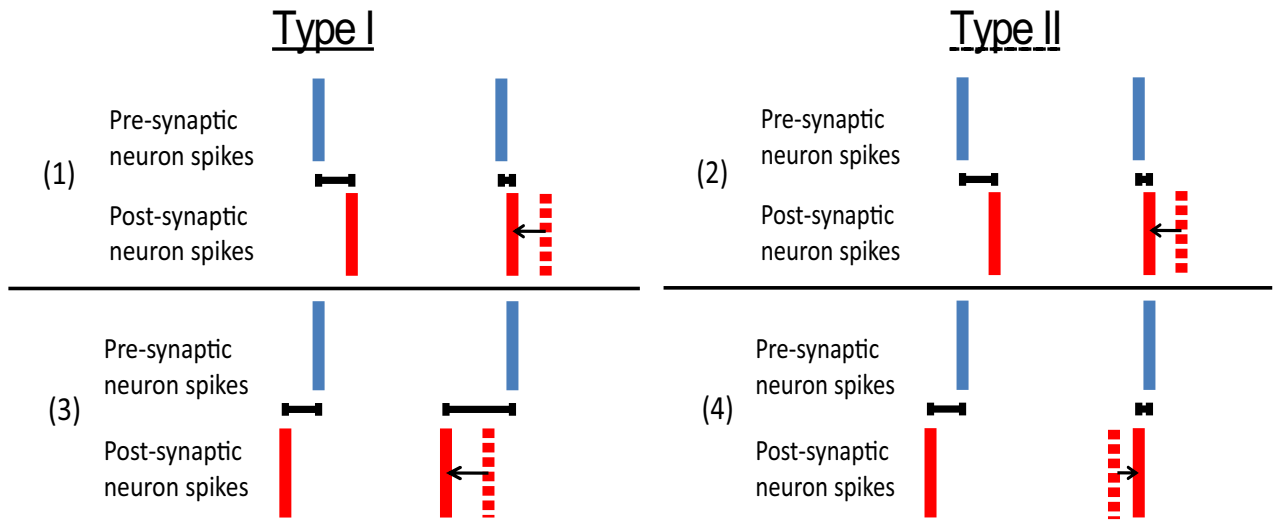 Type I
Type II
(1)
Pre-synaptic
neuron spikes
Post-synaptic
neuron spikes
(2)
Pre-synaptic
neuron spikes
Post-synaptic
neuron spikes
(3)
Pre-synaptic
neuron spikes
Post-synaptic
neuron spikes
(4)
Pre-synaptic
neuron spikes
Post-synaptic
neuron spikes